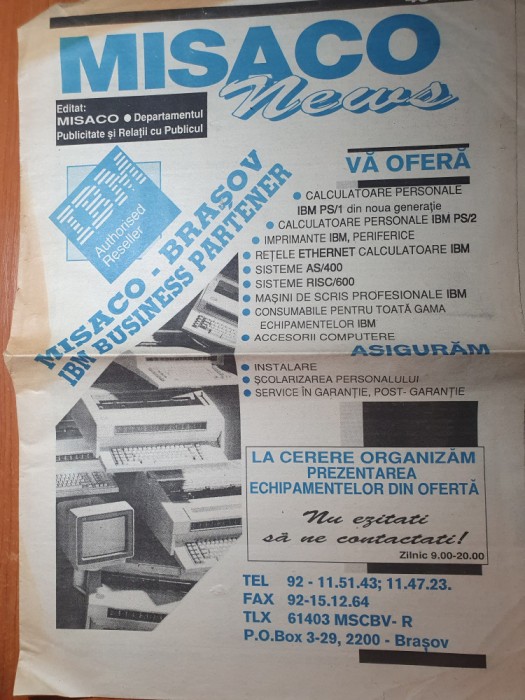 MISACO
News
Editat:
MISACO ● Departamentul
Publicitate și Relații cu Publicul
IBM
Authorised
Reseller
MISACO - BRAȘOV
IBM BUSINESS PARTENER
VĂ OFERĂ
● CALCULATOARE PERSONALE
IBM PS/1 din noua generație
● CALCULATOARE PERSONALE IBM PS/2
● IMPRIMANTE IBM, PERIFERICE
● REȚELE ETHERNET CALCULATOARE IBM
● SISTEME AS/400
● SISTEME RISC/600
● MAȘINI DE SCRIS PROFESIONALE IBM
● CONSUMABILE PENTRU TOATĂ GAMA
ECHIPAMENTELOR IBM
● ACCESORII COMPUTERE
ASIGURĂM
● INSTALARE
● ȘCOLARIZAREA PERSONALULUI
● SERVICE ÎN GARANȚIE, POST- GARANȚIE
LA CERERE ORGANIZĂM
PREZENTAREA
ECHIPAMENTELOR DIN OFERTĂ
Nu ezitati
să ne contactati!
Zilnic 9.00-20.00
TEL 92 - 11.51.43; 11.47.23.
FAX 92-15.12.64
TLX 61403 MSCBV- R
P.O.Box 3-29, 2200 - Brașov